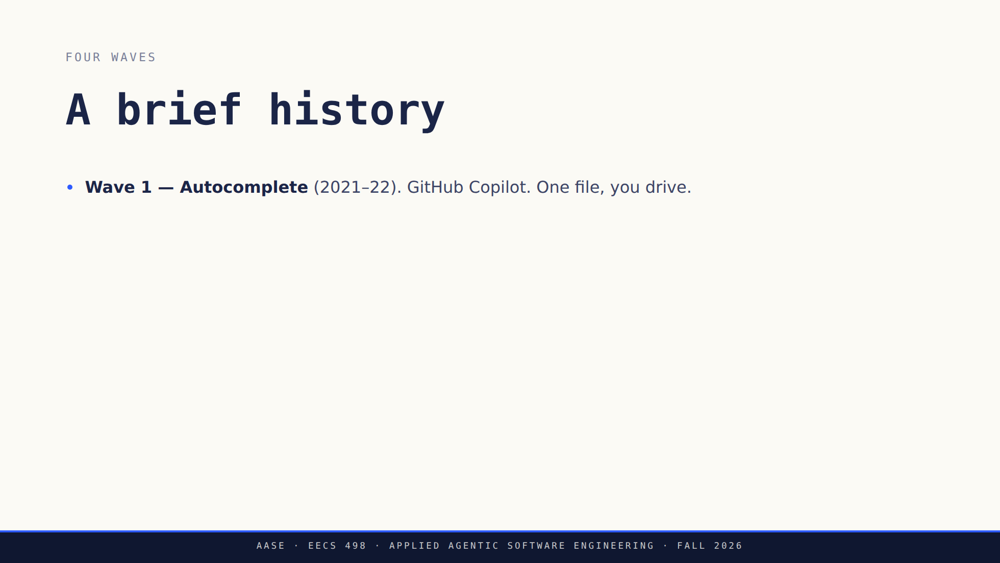 FOUR WAVES
A brief history
• Wave 1 — Autocomplete (2021–22). GitHub Copilot. One file, you drive.
AASE · EECS 498 · APPLIED AGENTIC SOFTWARE ENGINEERING · FALL 2026